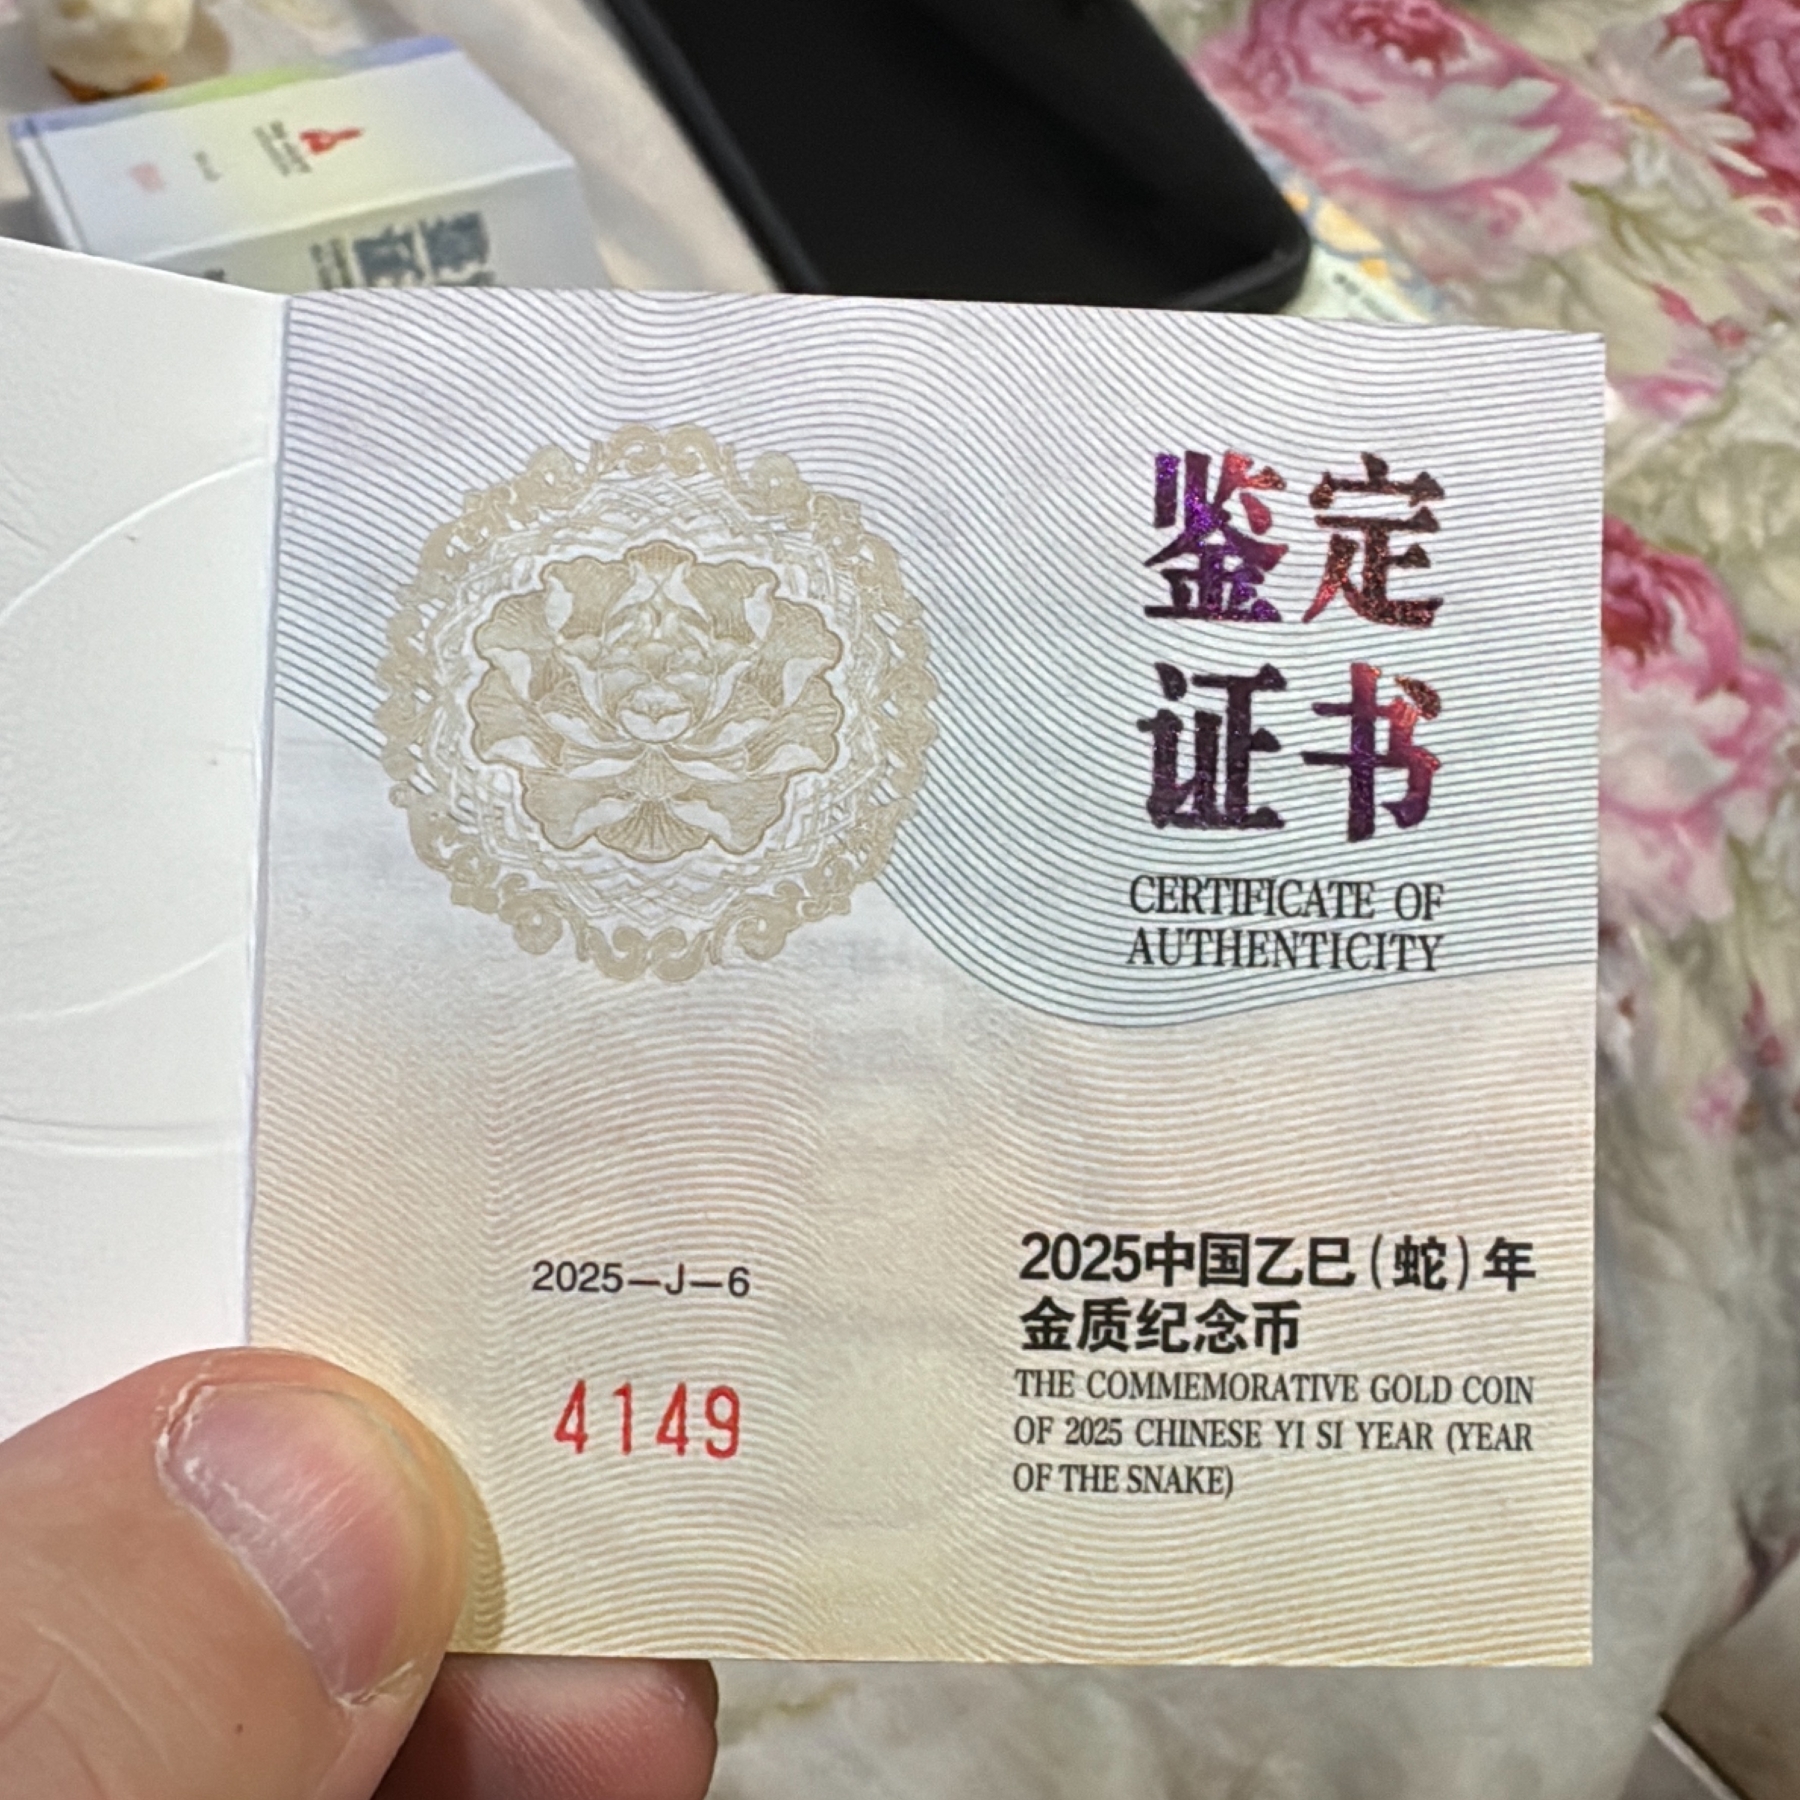 鉴定
证书
CERTIFICATE OF
AUTHENTICITY
2025—J—6
4149
2025中国乙巳(蛇)年
金质纪念币
THE COMMEMORATIVE GOLD COIN
OF 2025 CHINESE YI SI YEAR (YEAR
OF THE SNAKE)